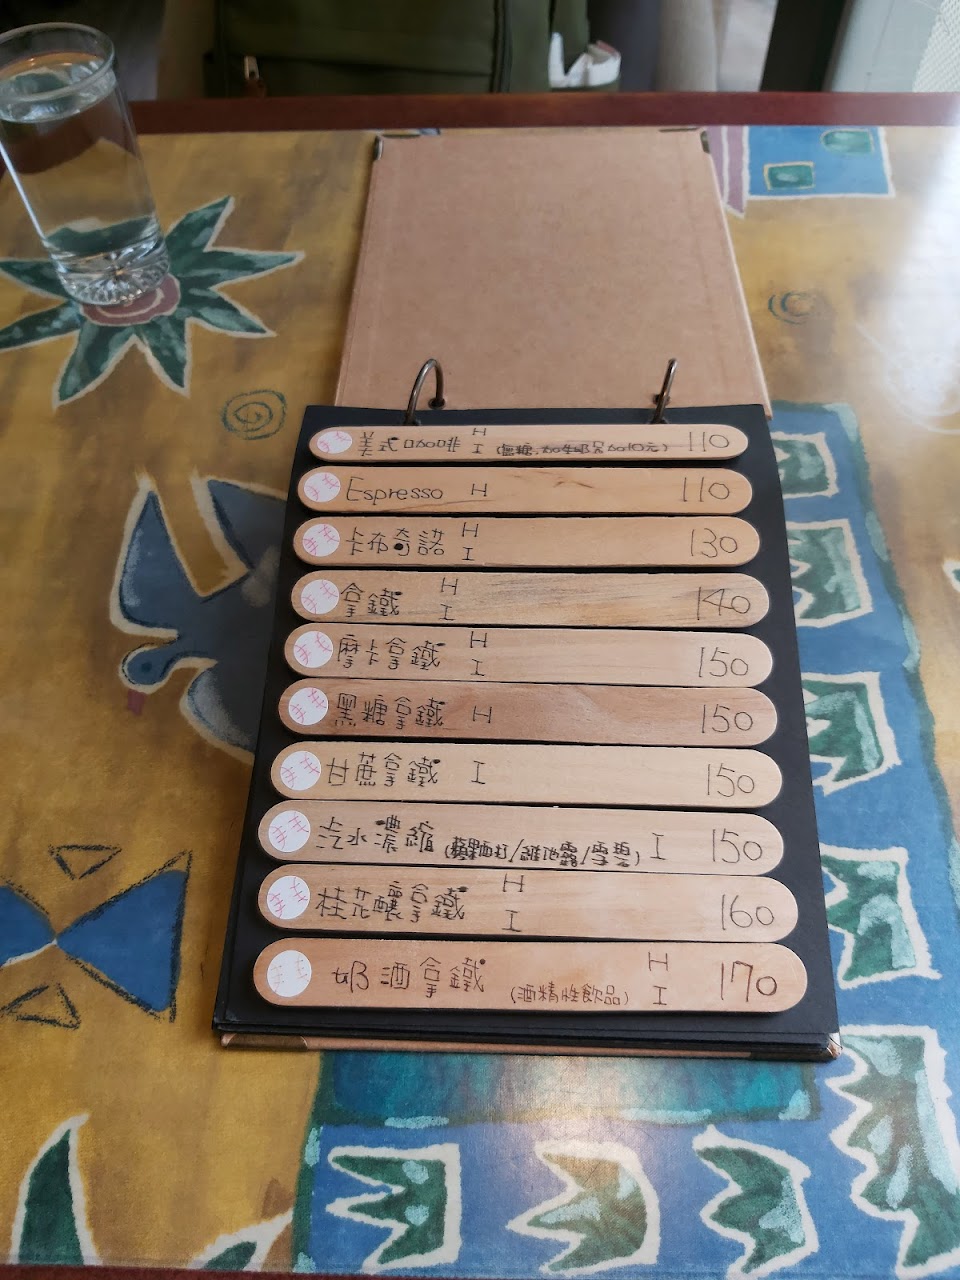 美式咖啡 H I (無糖,加牛奶另加10元) 110
Espresso H 110
卡布奇諾 H I 130
拿鐵 H I 140
摩卡拿鐵 H I 150
黑糖拿鐵 H 150
甘蔗拿鐵 I 150
汽水濃縮 (蘋果西打/維他露/雪碧) I 150
桂花釀拿鐵 H I 160
奶酒拿鐵 (酒精性飲品) H I 170